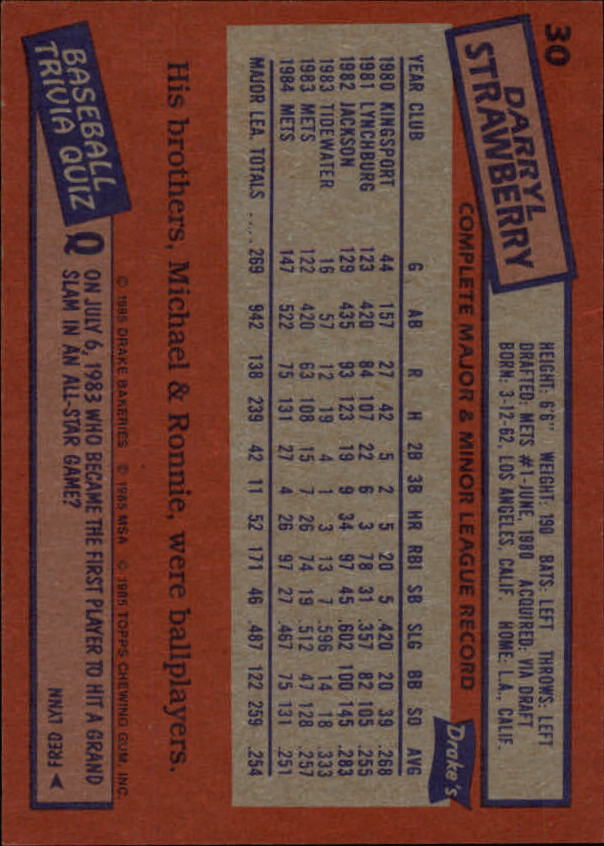 30
DARRYL
STRAWBERRY
HEIGHT: 6'6" WEIGHT: 190 BATS: LEFT THROWS: LEFT
DRAFTED: METS #1-JUNE, 1980 ACQUIRED: VIA DRAFT
BORN: 3-12-62, LOS ANGELES, CALIF. HOME: L.A., CALIF.
COMPLETE MAJOR & MINOR LEAGUE RECORD
Drake's
YEAR CLUB G AB R H 2B 3B HR RBI SB SLG BB SO AVG
1980 KINGSPORT 44 157 27 42 5 2 5 20 5 .420 20 39 .268
1981 LYNCHBURG 123 420 84 107 22 6 3 78 31 .357 82 105 .255
1982 JACKSON 129 435 93 123 19 9 34 97 45 .602 100 145 .283
1983 TIDEWATER 16 57 12 19 4 1 3 13 7 .596 14 18 .333
1983 METS 122 420 63 108 15 7 26 74 19 .512 47 128 .257
1984 METS 147 522 75 131 27 4 26 97 27 .467 75 131 .251
MAJOR LEA. TOTALS .... 269 942 138 239 42 11 52 171 46 .487 122 259 .254
His brothers, Michael & Ronnie, were ballplayers.
© 1985 DRAKE BAKERIES © 1985 MSA © 1985 TOPPS CHEWING GUM, INC.
BASEBALL
TRIVIA QUIZ
Q ON JULY 6, 1983 WHO BECAME THE FIRST PLAYER TO HIT A GRAND
SLAM IN AN ALL-STAR GAME?
FRED LYNN